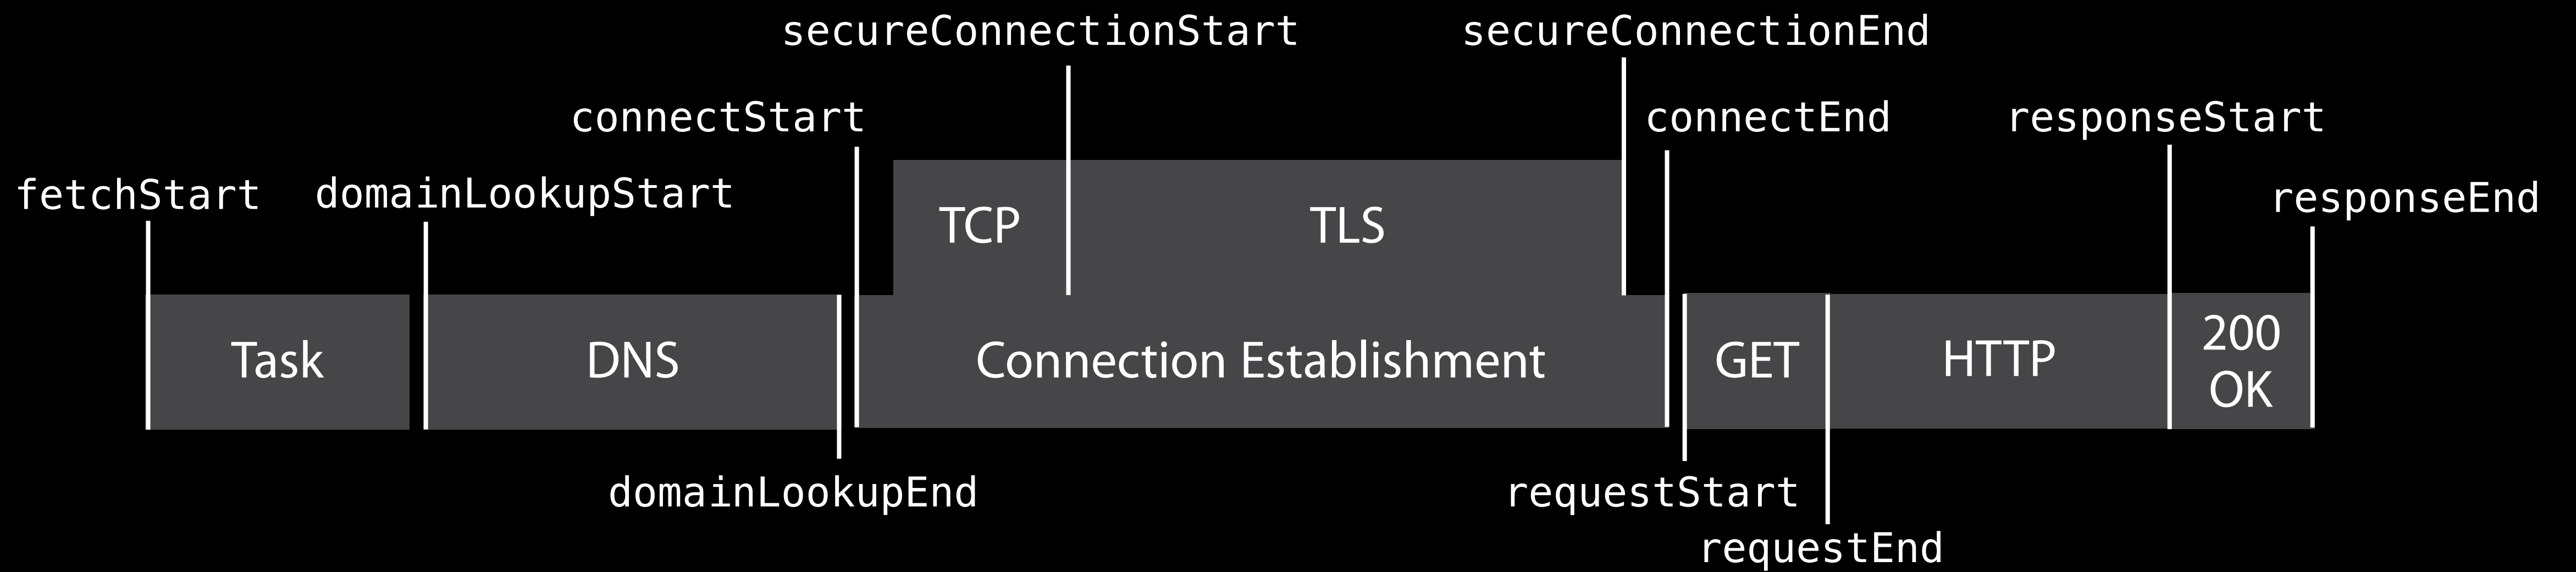 secureConnectionStart
secureConnectionEnd
connectStart
connectEnd
responseStart
fetchStart
domainLookupStart
responseEnd
TCP
TLS
Task
DNS
Connection Establishment
GET
HTTP
200
OK
domainLookupEnd
requestStart
requestEnd